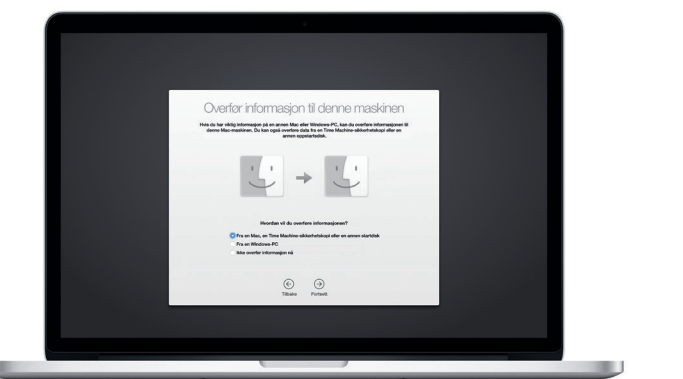 Overfør informasjon til denne maskinen
Hvis du har viktig informasjon på en annen Mac eller Windows-PC, kan du overføre informasjonen til
denne Mac-maskinen. Du kan også overføre data fra en Time Machine-sikkerhetskopi eller en
annen oppstartsdisk.
Hvordan vil du overføre informasjonen?
Fra en Mac, en Time Machine-sikkerhetskopi eller en annen startdisk
Fra en Windows-PC
Ikke overfør informasjon nå
Tilbake Fortsett